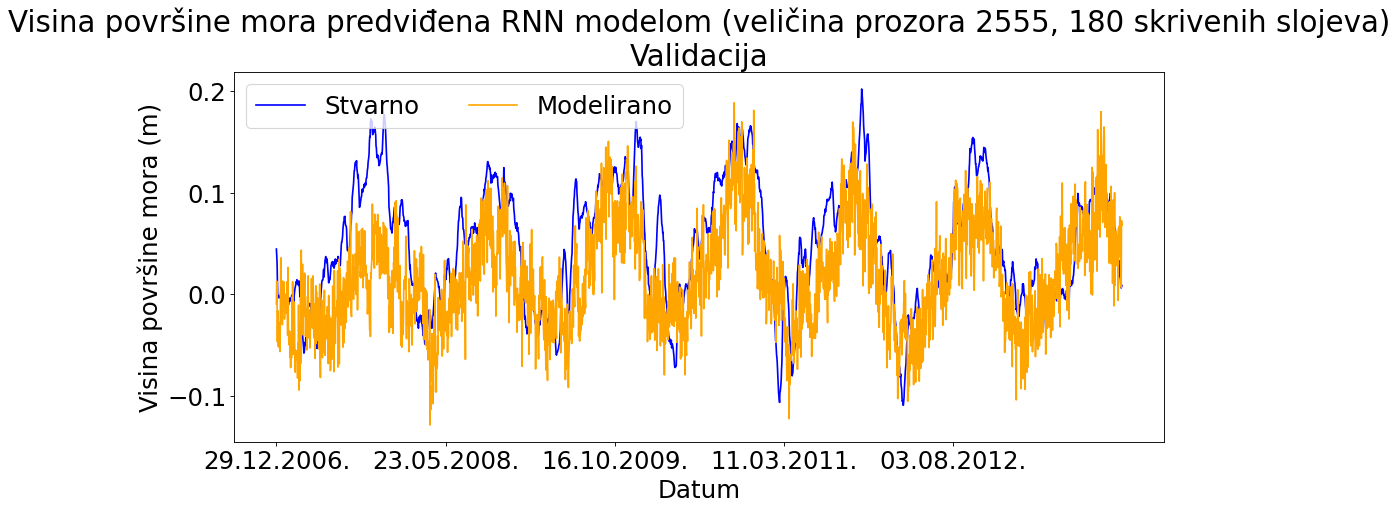 Visina površine mora predviđena RNN modelom (veličina prozora 2555, 180 skrivenih slojeva)
Validacija
Stvarno
Modelirano
Visina površine mora (m)
0.2
0.1
0.0
−0.1
29.12.2006.
23.05.2008.
16.10.2009.
11.03.2011.
03.08.2012.
Datum